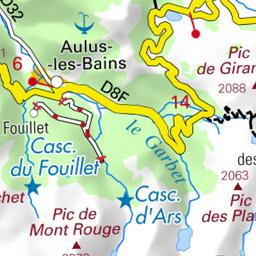 D32
Aulus-
-les-Bains
6
D8F
Pic
de Giran
2088
14
Fouillet
le Garbet
Casc.
du Fouillet
des
2063
Casc.
d'Ars
Pic
des Pla
chet
Pic de
Mont Rouge